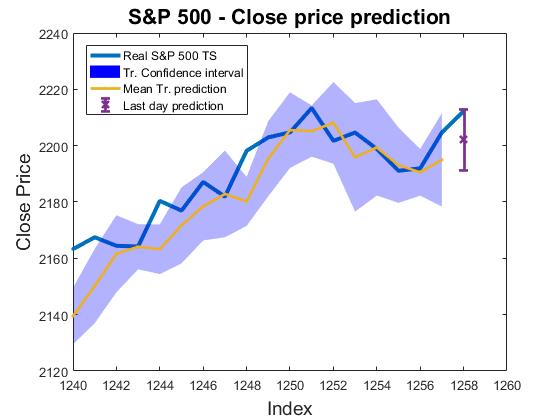 S&P 500 - Close price prediction
Real S&P 500 TS
Tr. Confidence interval
Mean Tr. prediction
Last day prediction
Close Price
2240
2220
2200
2180
2160
2140
2120
1240 1242 1244 1246 1248 1250 1252 1254 1256 1258 1260
Index